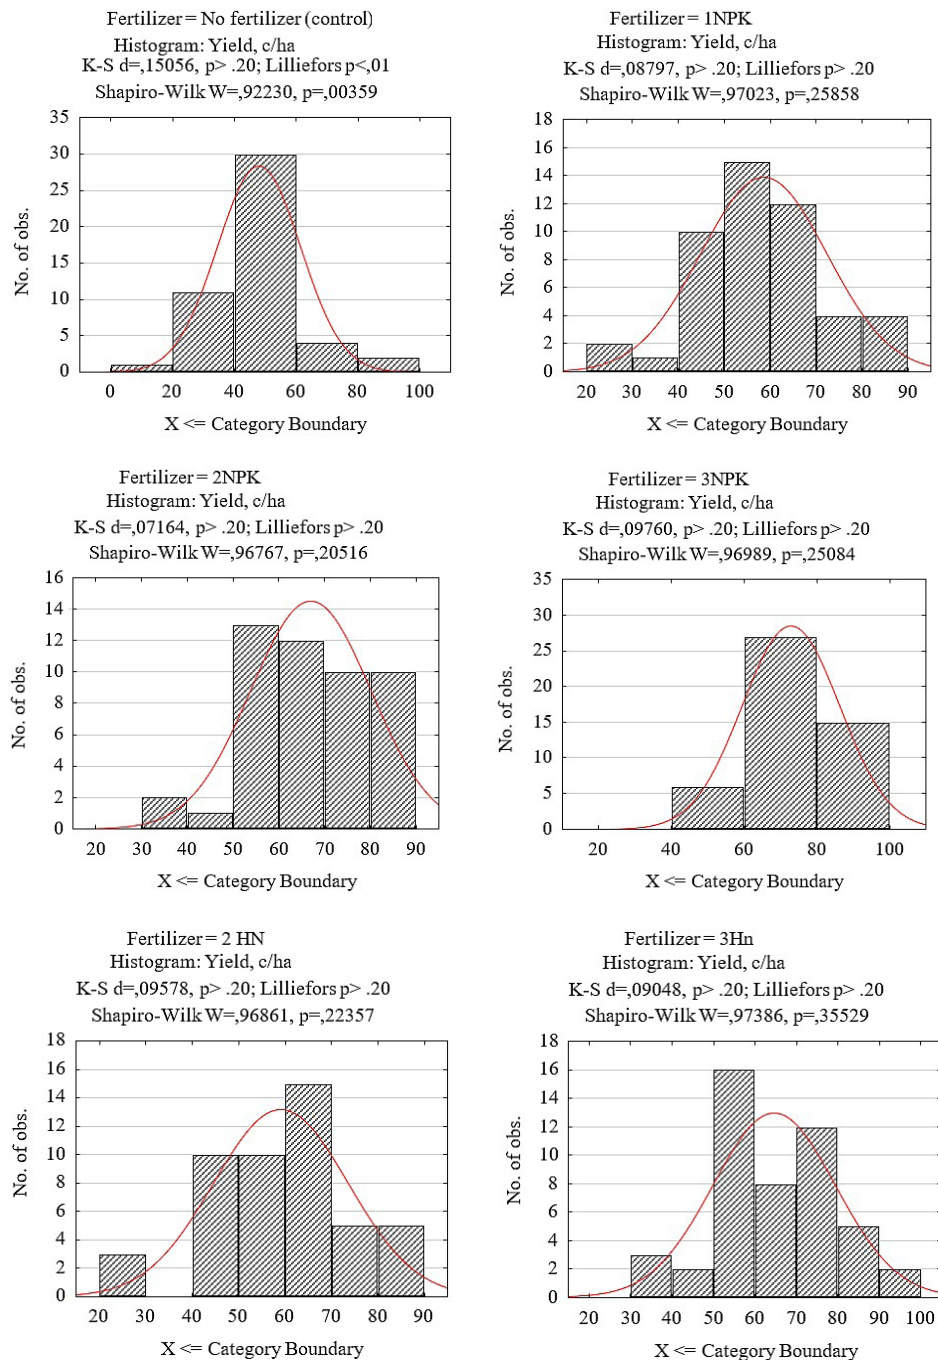 Fertilizer = No fertilizer (control)
Histogram: Yield, c/ha
K-S d=,15056, p> .20; Lilliefors p<,01
Shapiro-Wilk W=,92230, p=,00359
35
30
25
20
15
10
5
0
No. of obs.
0 20 40 60 80 100
X <= Category Boundary
Fertilizer = 1NPK
Histogram: Yield, c/ha
K-S d=,08797, p> .20; Lilliefors p> .20
Shapiro-Wilk W=,97023, p=,25858
18
16
14
12
10
8
6
4
2
0
No. of obs.
20 30 40 50 60 70 80 90
X <= Category Boundary
Fertilizer = 2NPK
Histogram: Yield, c/ha
K-S d=,07164, p> .20; Lilliefors p> .20
Shapiro-Wilk W=,96767, p=,20516
16
14
12
10
8
6
4
2
0
No. of obs.
20 30 40 50 60 70 80 90
X <= Category Boundary
Fertilizer = 3NPK
Histogram: Yield, c/ha
K-S d=,09760, p> .20; Lilliefors p> .20
Shapiro-Wilk W=,96989, p=,25084
35
30
25
20
15
10
5
0
No. of obs.
20 40 60 80 100
X <= Category Boundary
Fertilizer = 2 HN
Histogram: Yield, c/ha
K-S d=,09578, p> .20; Lilliefors p> .20
Shapiro-Wilk W=,96861, p=,22357
18
16
14
12
10
8
6
4
2
0
No. of obs.
20 30 40 50 60 70 80 90
X <= Category Boundary
Fertilizer = 3Hn
Histogram: Yield, c/ha
K-S d=,09048, p> .20; Lilliefors p> .20
Shapiro-Wilk W=,97386, p=,35529
18
16
14
12
10
8
6
4
2
0
No. of obs.
20 30 40 50 60 70 80 90 100
X <= Category Boundary